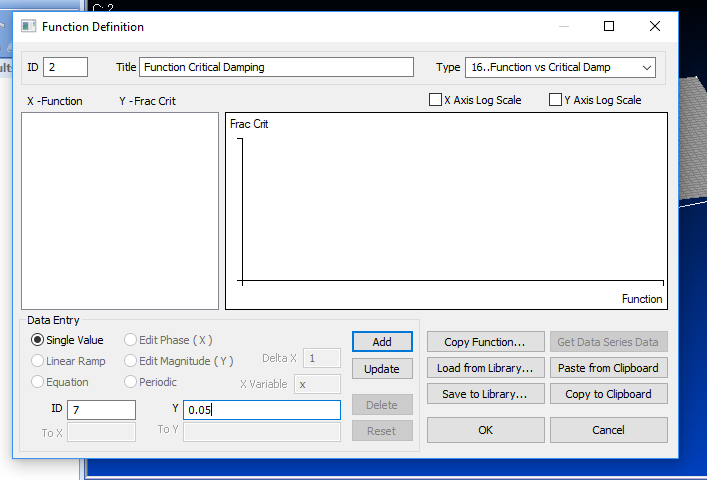 C: 2
Function Definition
ID 2 Title Function Critical Damping Type 16..Function vs Critical Damp
X -Function Y - Frac Crit X Axis Log Scale Y Axis Log Scale
Frac Crit
Function
Data Entry
Single Value Edit Phase ( X ) Add Copy Function... Get Data Series Data
Linear Ramp Edit Magnitude ( Y ) Delta X 1 Update Load from Library... Paste from Clipboard
Equation Periodic X Variable x Save to Library... Copy to Clipboard
ID 7 Y 0.05 Delete
To X To Y Reset OK Cancel